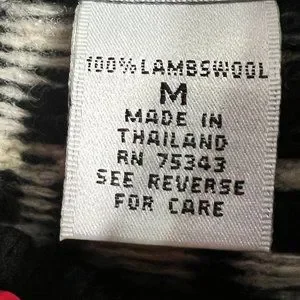 100% LAMBSWOOL
M
MADE IN
THAILAND
RN 75343
SEE REVERSE
FOR CARE